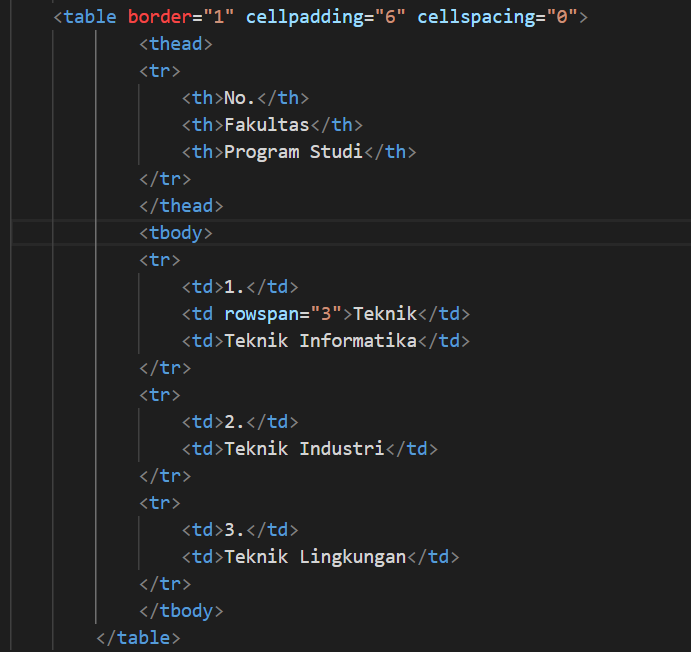 <table border="1" cellpadding="6" cellspacing="0">
<thead>
<tr>
<th>No.</th>
<th>Fakultas</th>
<th>Program Studi</th>
</tr>
</thead>
<tbody>
<tr>
<td>1.</td>
<td rowspan="3">Teknik</td>
<td>Teknik Informatika</td>
</tr>
<tr>
<td>2.</td>
<td>Teknik Industri</td>
</tr>
<tr>
<td>3.</td>
<td>Teknik Lingkungan</td>
</tr>
</tbody>
</table>